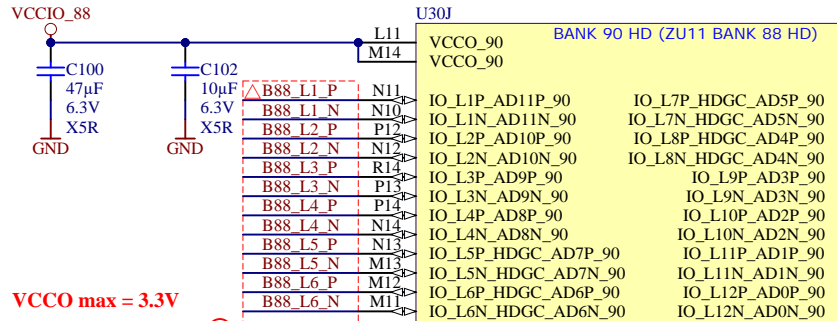 VCCIO_88
U30J
L11
M14
VCCO_90
VCCO_90
BANK 90 HD (ZU11 BANK 88 HD)
C100
47µF
6.3V
X5R
GND
C102
10µF
6.3V
X5R
GND
B88_L1_P N11 IO_L1P_AD11P_90 IO_L7P_HDGC_AD5P_90
B88_L1_N N10 IO_L1N_AD11N_90 IO_L7N_HDGC_AD5N_90
B88_L2_P P12 IO_L2P_AD10P_90 IO_L8P_HDGC_AD4P_90
B88_L2_N N12 IO_L2N_AD10N_90 IO_L8N_HDGC_AD4N_90
B88_L3_P R14 IO_L3P_AD9P_90 IO_L9P_AD3P_90
B88_L3_N P13 IO_L3N_AD9N_90 IO_L9N_AD3N_90
B88_L4_P P14 IO_L4P_AD8P_90 IO_L10P_AD2P_90
B88_L4_N N14 IO_L4N_AD8N_90 IO_L10N_AD2N_90
B88_L5_P N13 IO_L5P_HDGC_AD7P_90 IO_L11P_AD1P_90
B88_L5_N M13 IO_L5N_HDGC_AD7N_90 IO_L11N_AD1N_90
B88_L6_P M12 IO_L6P_HDGC_AD6P_90 IO_L12P_AD0P_90
B88_L6_N M11 IO_L6N_HDGC_AD6N_90 IO_L12N_AD0N_90
VCCO max = 3.3V